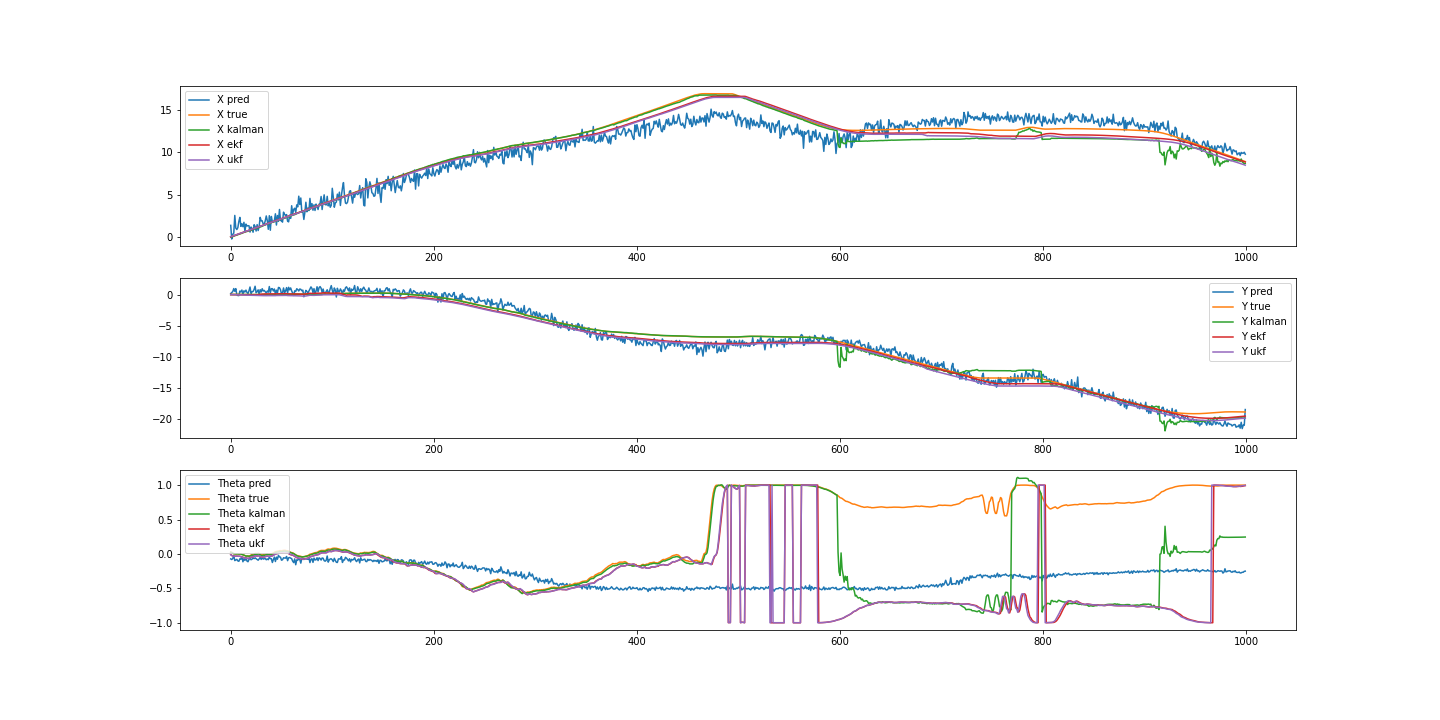 15
10
5
0
X pred
X true
X kalman
X ekf
X ukf
0
200
400
600
800
1000
0
−5
−10
−15
−20
Y pred
Y true
Y kalman
Y ekf
Y ukf
0
200
400
600
800
1000
1.0
0.5
0.0
−0.5
−1.0
Theta pred
Theta true
Theta kalman
Theta ekf
Theta ukf
0
200
400
600
800
1000